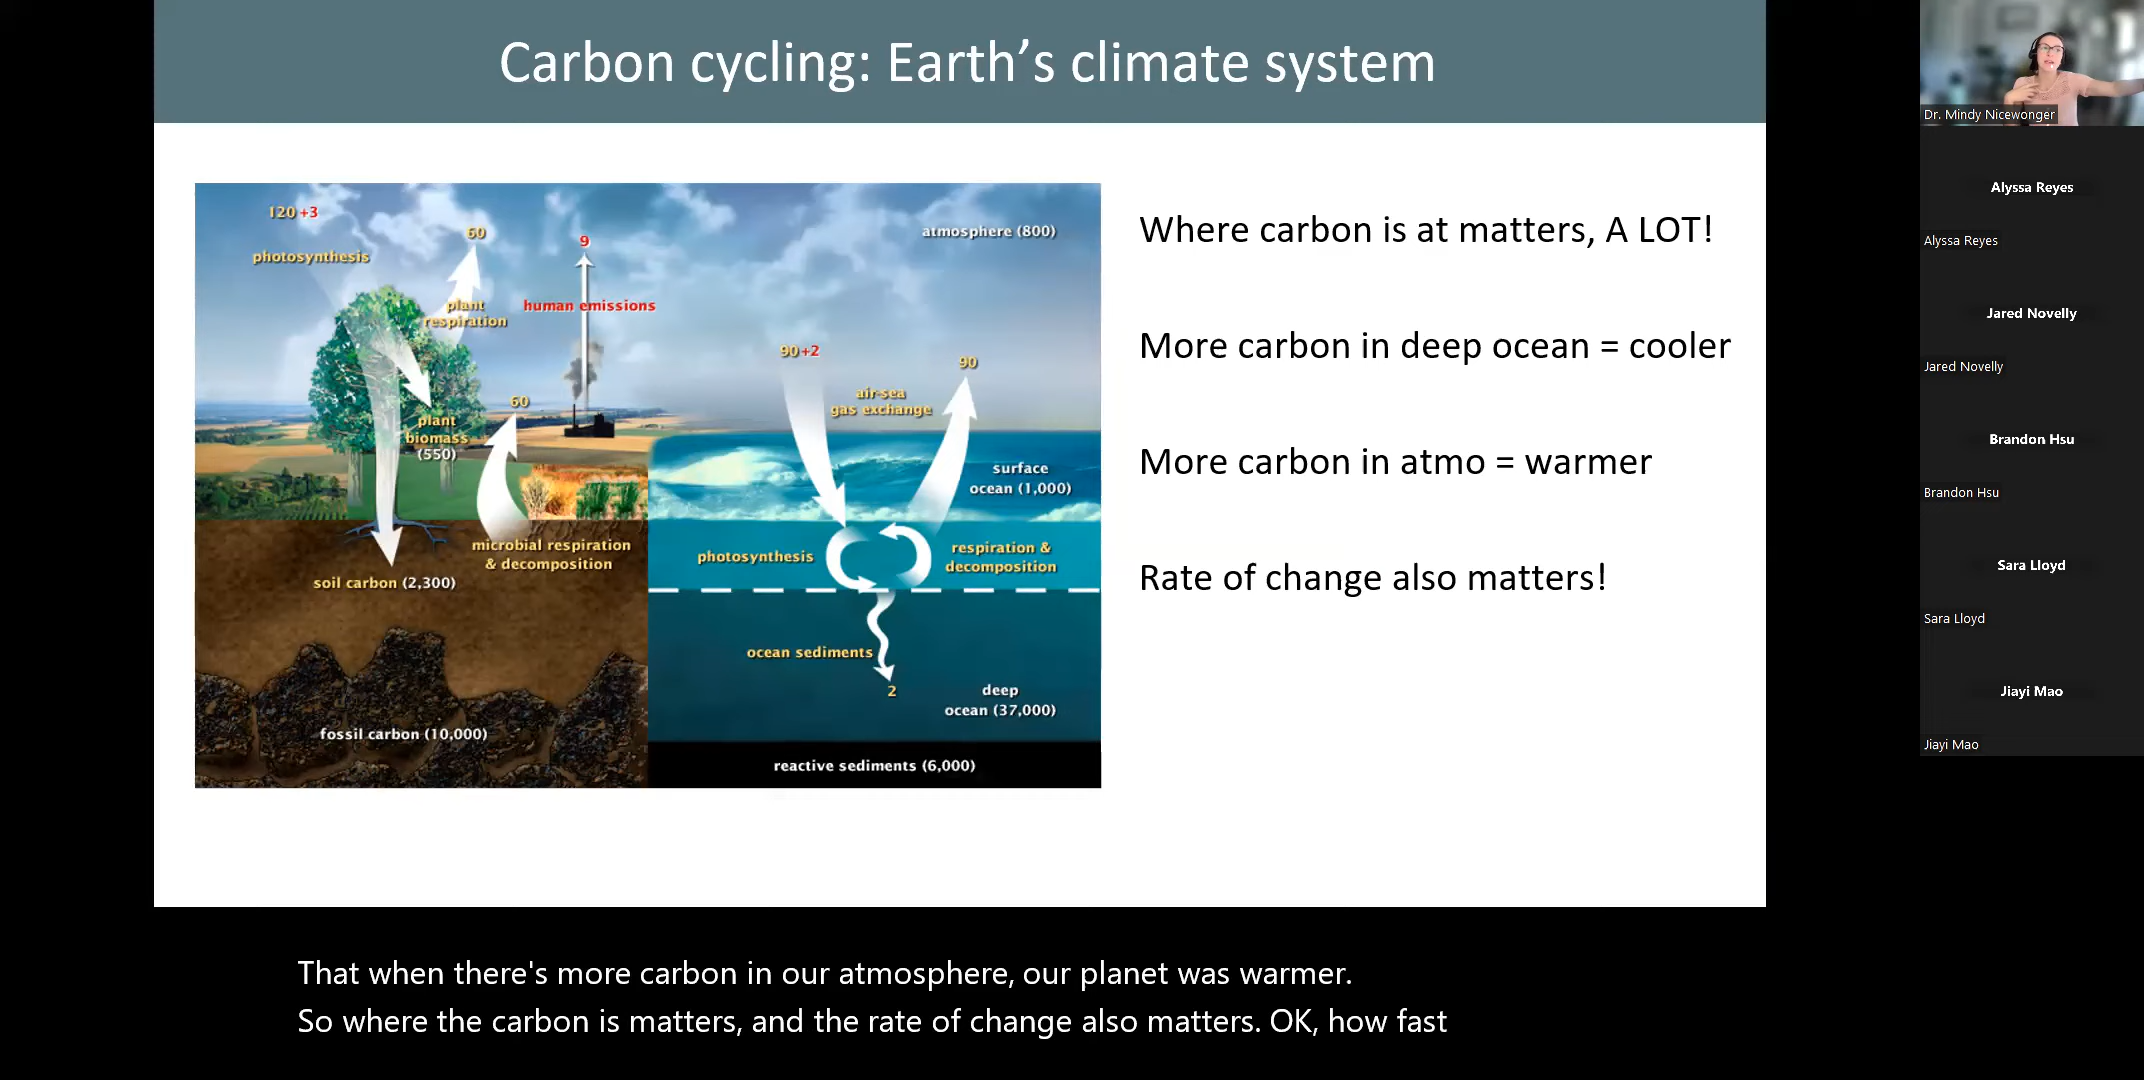 Carbon cycling: Earth’s climate system
120 +3
photosynthesis
60
plant
respiration
9
human emissions
atmosphere (800)
plant
biomass
(550)
60
microbial respiration
& decomposition
soil carbon (2,300)
fossil carbon (10,000)
90+2
90
air-sea
gas exchange
surface
ocean (1,000)
photosynthesis
respiration &
decomposition
ocean sediments
2
deep
ocean (37,000)
reactive sediments (6,000)
Where carbon is at matters, A LOT!
More carbon in deep ocean = cooler
More carbon in atmo = warmer
Rate of change also matters!
Dr. Mindy Nicewonger
Alyssa Reyes
Alyssa Reyes
Jared Novelly
Jared Novelly
Brandon Hsu
Brandon Hsu
Sara Lloyd
Sara Lloyd
Jiayi Mao
Jiayi Mao
That when there's more carbon in our atmosphere, our planet was warmer.
So where the carbon is matters, and the rate of change also matters. OK, how fast